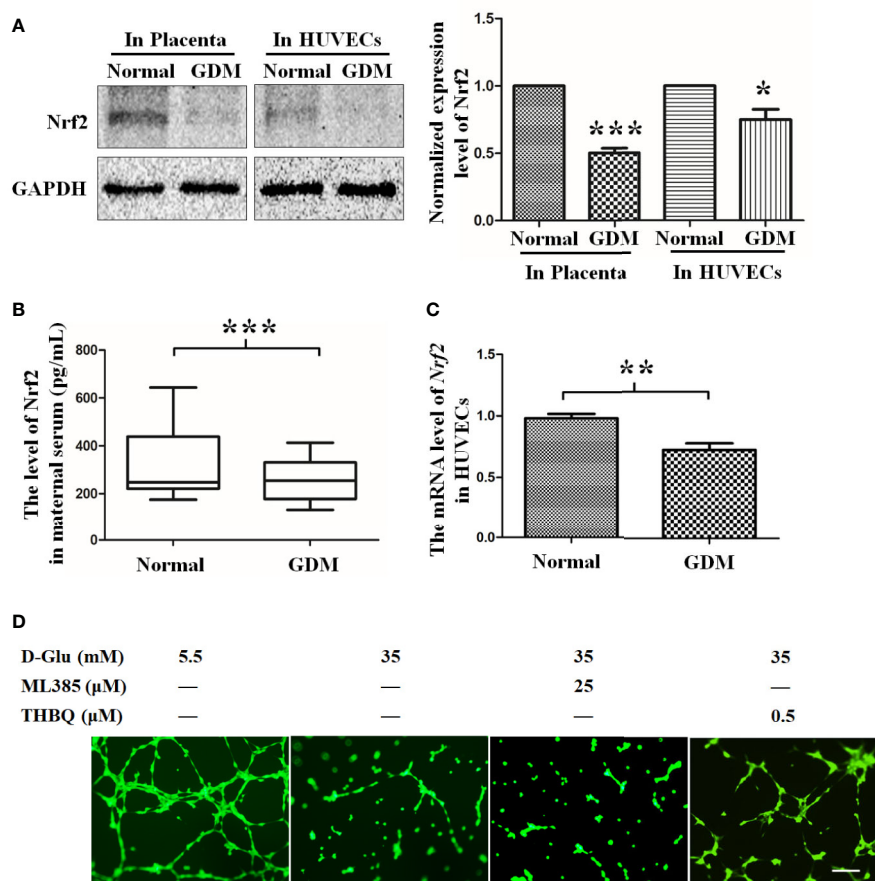 A
In Placenta In HUVECs
Normal GDM Normal GDM
Nrf2
GAPDH
Normalized expression
level of Nrf2
1.5
1.0
0.5
0.0
***
*
Normal GDM Normal GDM
In Placenta In HUVECs
B
The level of Nrf2
in maternal serum (pg/mL)
800
600
400
200
0
***
Normal GDM
C
The mRNA level of Nrf2
in HUVECs
1.5
1.0
0.5
0.0
**
Normal GDM
D
D-Glu (mM) 5.5 35 35 35
ML385 (μM) — — 25 —
THBQ (μM) — — — 0.5